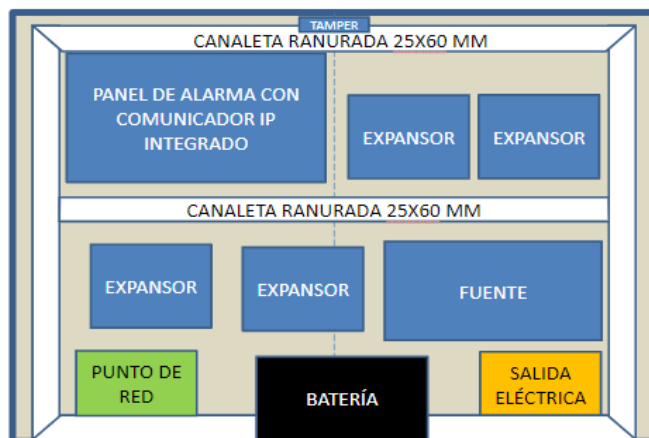 TAMPER
CANALETA RANURADA 25X60 MM
PANEL DE ALARMA CON
COMUNICADOR IP
INTEGRADO
EXPANSOR
EXPANSOR
CANALETA RANURADA 25X60 MM
EXPANSOR
EXPANSOR
FUENTE
PUNTO DE
RED
BATERÍA
SALIDA
ELÉCTRICA